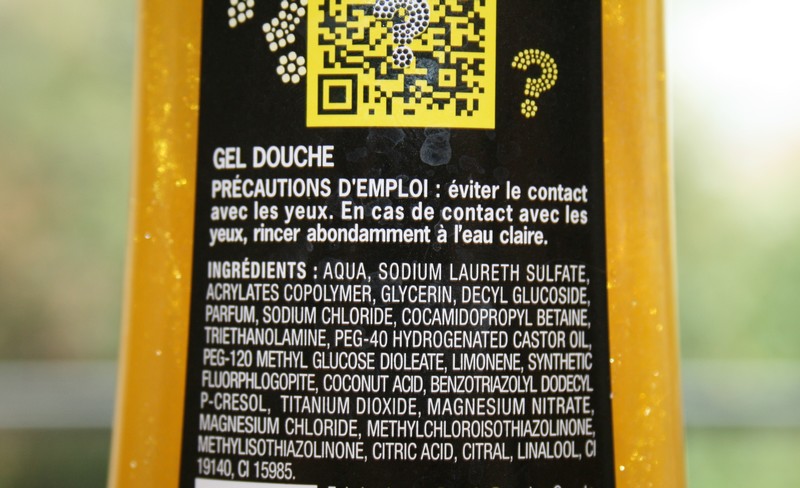 GEL DOUCHE
PRÉCAUTIONS D'EMPLOI : éviter le contact
avec les yeux. En cas de contact avec les
yeux, rincer abondamment à l'eau claire.
INGRÉDIENTS : AQUA, SODIUM LAURETH SULFATE,
ACRYLATES COPOLYMER, GLYCERIN, DECYL GLUCOSIDE,
PARFUM, SODIUM CHLORIDE, COCAMIDOPROPYL BETAINE,
TRIETHANOLAMINE, PEG-40 HYDROGENATED CASTOR OIL,
PEG-120 METHYL GLUCOSE DIOLEATE, LIMONENE, SYNTHETIC
FLUORPHLOGOPITE, COCONUT ACID, BENZOTRIAZOLYL DODECYL
P-CRESOL, TITANIUM DIOXIDE, MAGNESIUM NITRATE,
MAGNESIUM CHLORIDE, METHYLCHLOROISOTHIAZOLINONE,
METHYLISOTHIAZOLINONE, CITRIC ACID, CITRAL, LINALOOL, CI
19140, CI 15985.